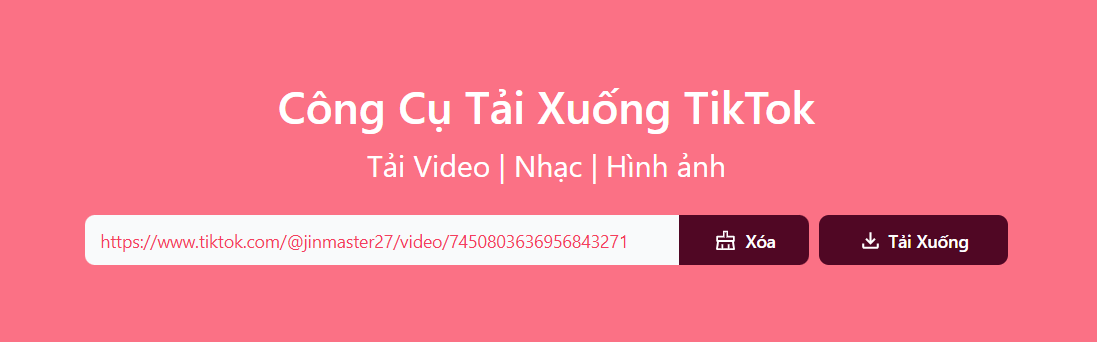 Công Cụ Tải Xuống TikTok
Tải Video | Nhạc | Hình ảnh
https://www.tiktok.com/@jinmaster27/video/7450803636956843271
Xóa
Tải Xuống